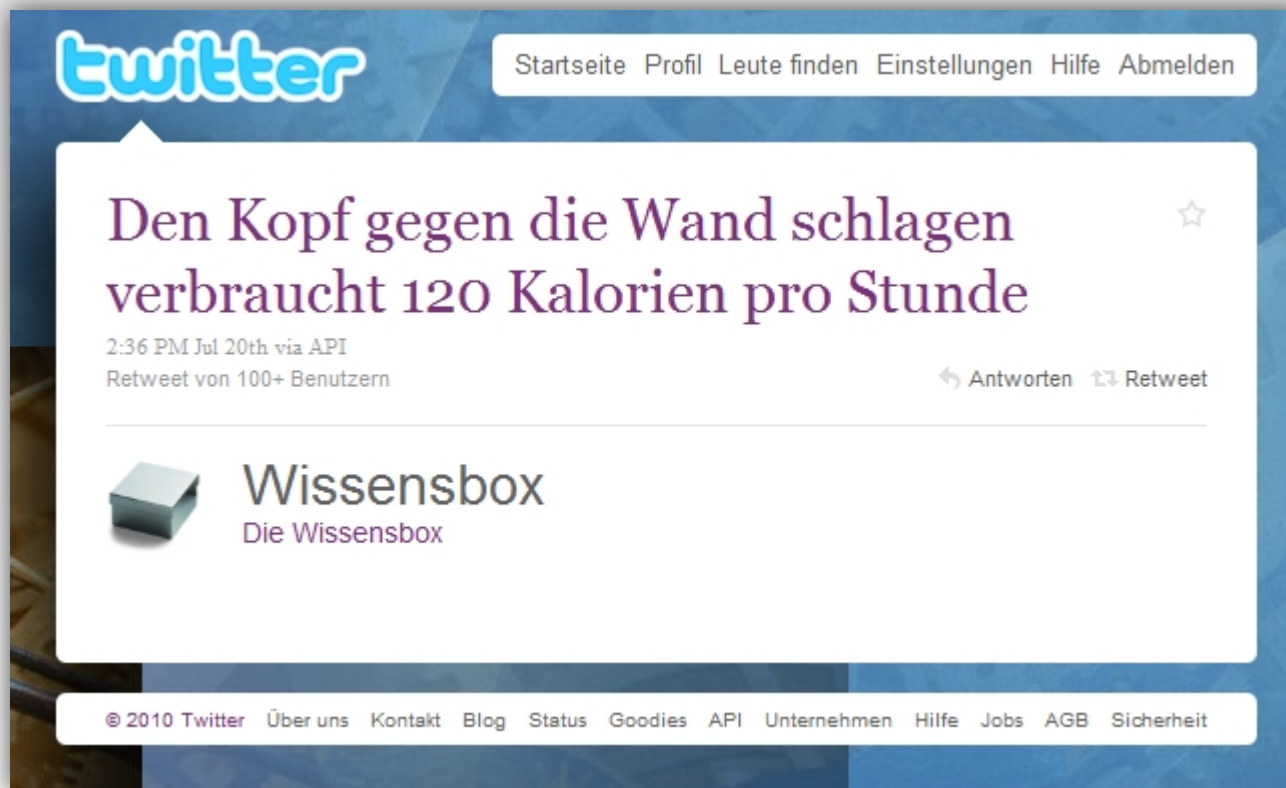 twitter
Startseite Profil Leute finden Einstellungen Hilfe Abmelden
Den Kopf gegen die Wand schlagen
verbraucht 120 Kalorien pro Stunde
2:36 PM Jul 20th via API
Retweet von 100+ Benutzern
Antworten Retweet
Wissensbox
Die Wissensbox
© 2010 Twitter Über uns Kontakt Blog Status Goodies API Unternehmen Hilfe Jobs AGB Sicherheit